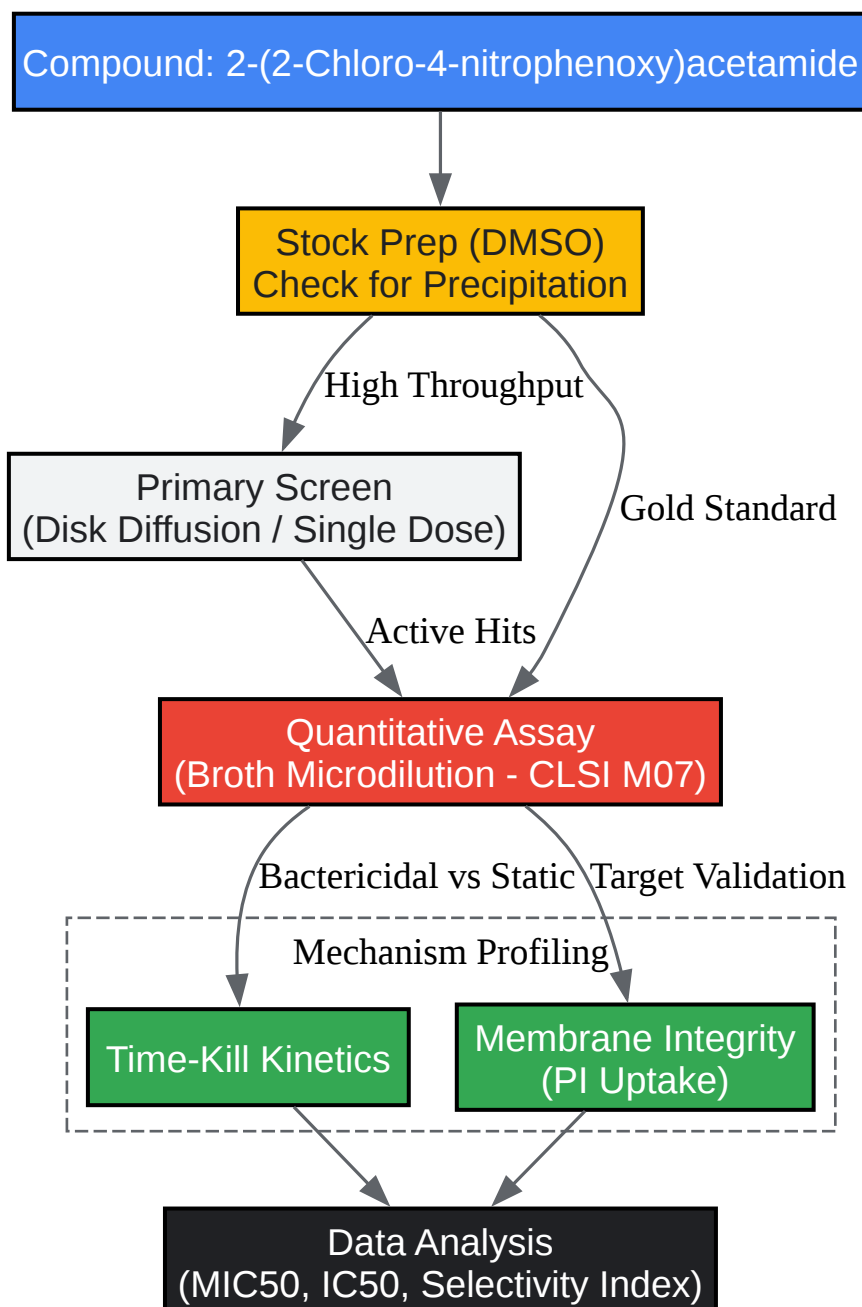 Compound: 2-(2-Chloro-4-nitrophenoxy)acetamide
Stock Prep (DMSO)
Check for Precipitation
High Throughput
Primary Screen
(Disk Diffusion / Single Dose)
Gold Standard
Active Hits
Quantitative Assay
(Broth Microdilution - CLSI M07)
Bactericidal vs Static
Target Validation
Mechanism Profiling
Time-Kill Kinetics
Membrane Integrity
(PI Uptake)
Data Analysis
(MIC50, IC50, Selectivity Index)